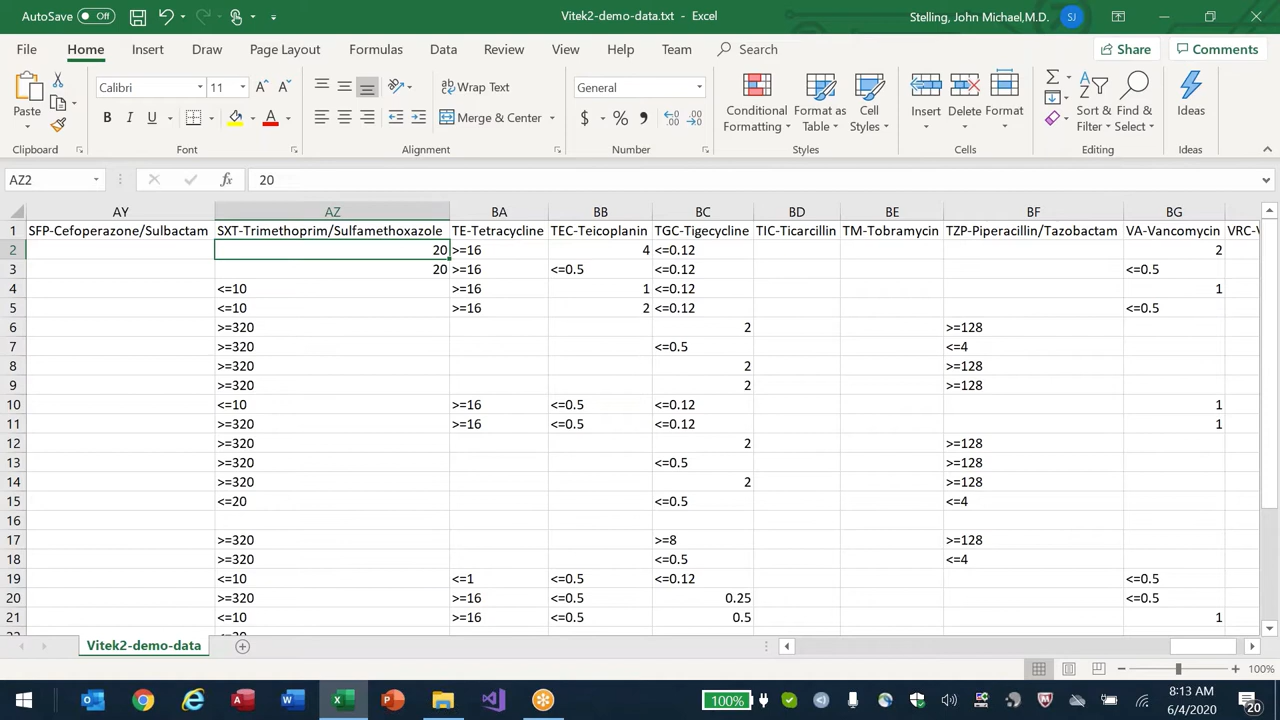 AutoSave Off Vitek2-demo-data.txt - Excel Stelling, John Michael,M.D. SJ
File Home Insert Draw Page Layout Formulas Data Review View Help Team Search Share Comments
Calibri 11 Wrap Text General
Paste B I U A Merge & Center $ % Conditional Formatting Format as Table Cell Styles Insert Delete Format Sort & Filter Find & Select Ideas
Clipboard Font Alignment Number Styles Cells Editing Ideas
AZ2 fx 20
AY AZ BA BB BC BD BE BF BG
1 SFP-Cefoperazone/Sulbactam SXT-Trimethoprim/Sulfamethoxazole TE-Tetracycline TEC-Teicoplanin TGC-Tigecycline TIC-Ticarcillin TM-Tobramycin TZP-Piperacillin/Tazobactam VA-Vancomycin VRC-V
2 20 >=16 4 <=0.12 2
3 20 >=16 <=0.5 <=0.12 <=0.5
4 <=10 >=16 1 <=0.12 1
5 <=10 >=16 2 <=0.12 <=0.5
6 >=320 2 >=128
7 >=320 <=0.5 <=4
8 >=320 2 >=128
9 >=320 2 >=128
10 <=10 >=16 <=0.5 <=0.12 1
11 >=320 >=16 <=0.5 <=0.12 1
12 >=320 2 >=128
13 >=320 <=0.5 >=128
14 >=320 2 >=128
15 <=20 <=0.5 <=4
16
17 >=320 >=8 >=128
18 >=320 <=0.5 <=4
19 <=10 <=1 <=0.5 <=0.12 <=0.5
20 >=320 >=16 <=0.5 0.25 <=0.5
21 <=10 >=16 <=0.5 0.5 1
Vitek2-demo-data
100%
100% 8:13 AM
6/4/2020 20